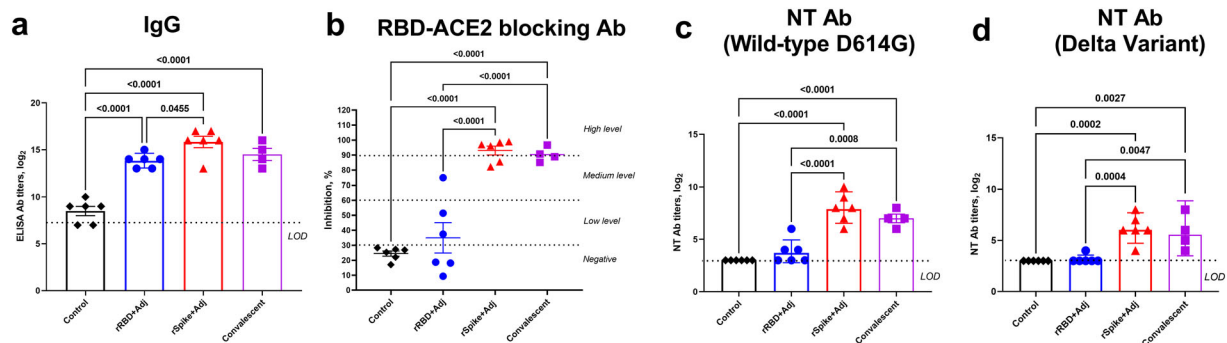 a
IgG
<0.0001
<0.0001
<0.0001
0.0455
20
15
10
5
0
ELISA Ab titers, log2
LOD
Control
rRBD+Adj
rSpike+Adj
Convalescent
b
RBD-ACE2 blocking Ab
<0.0001
<0.0001
<0.0001
<0.0001
120
110
100
90
80
70
60
50
40
30
20
10
0
Inhibition, %
High level
Medium level
Low level
Negative
Control
rRBD+Adj
rSpike+Adj
Convalescent
c
NT Ab
(Wild-type D614G)
<0.0001
<0.0001
0.0008
<0.0001
15
10
5
0
NT Ab titers, log2
LOD
Control
rRBD+Adj
rSpike+Adj
Convalescent
d
NT Ab
(Delta Variant)
0.0027
0.0002
0.0047
0.0004
15
10
5
0
NT Ab titers, log2
LOD
Control
rRBD+Adj
rSpike+Adj
Convalescent